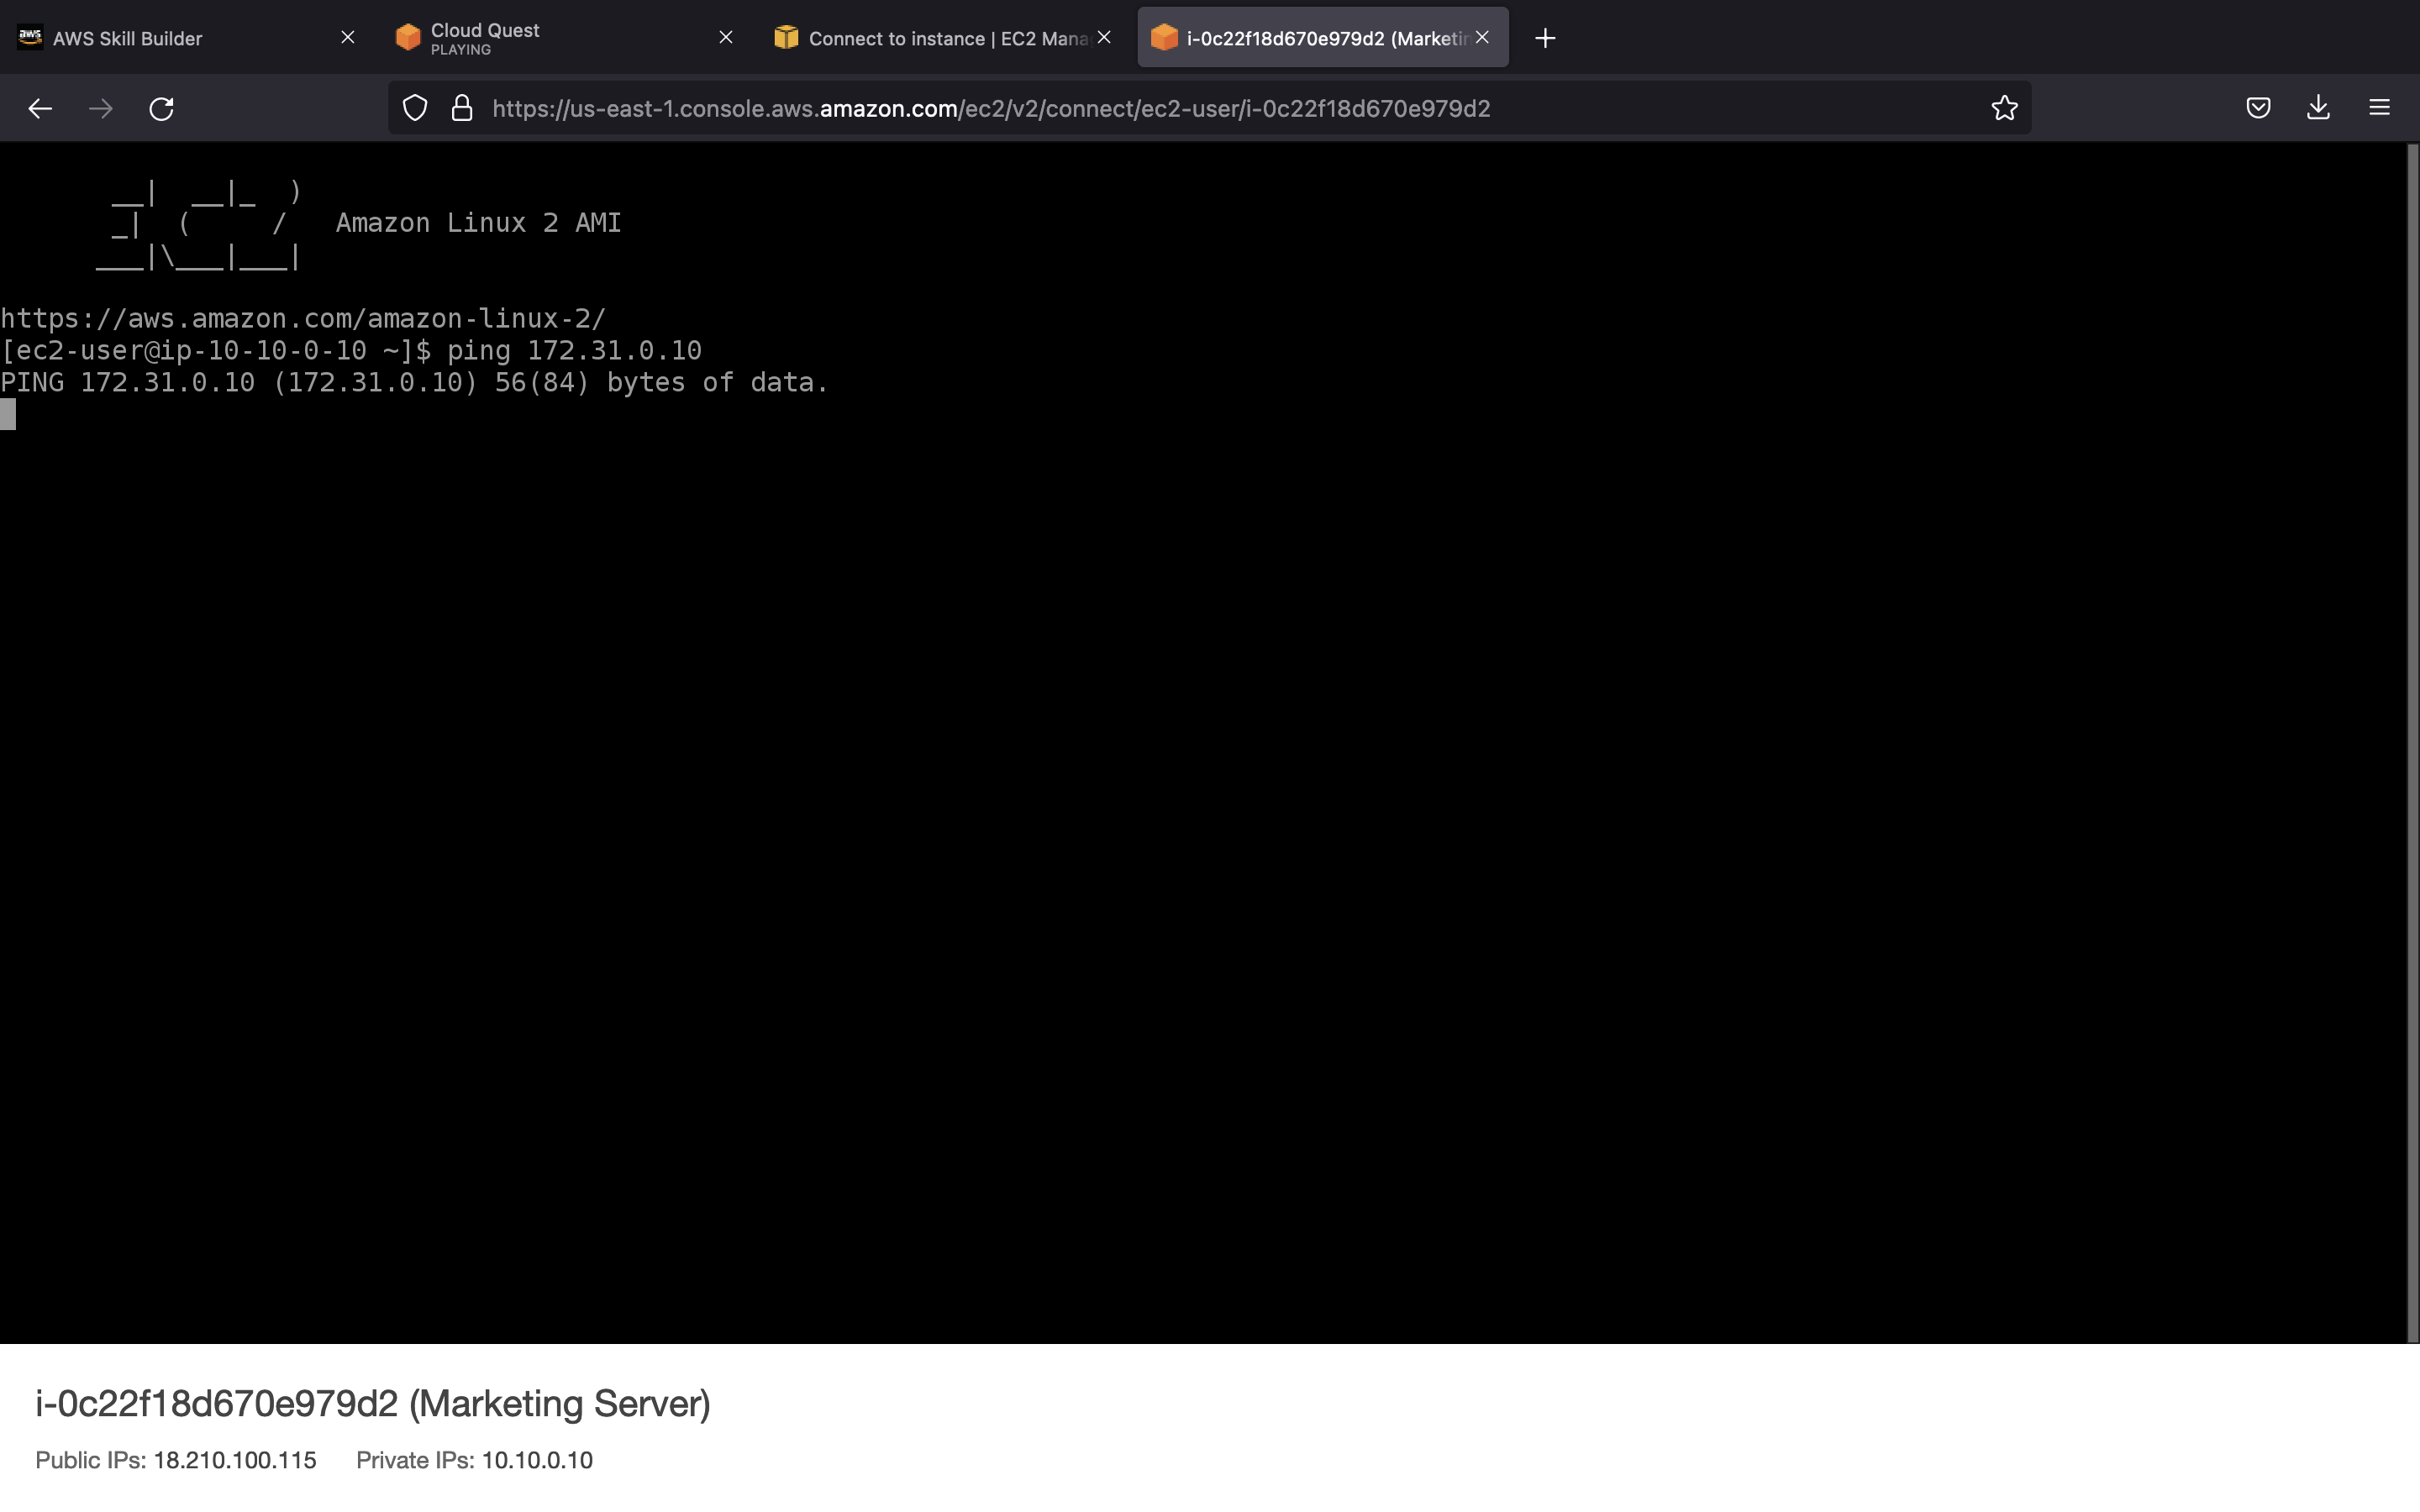 aws AWS Skill Builder
Cloud Quest
PLAYING
Connect to instance | EC2 Mana
i-0c22f18d670e979d2 (Marketin
https://us-east-1.console.aws.amazon.com/ec2/v2/connect/ec2-user/i-0c22f18d670e979d2
       __|  __|_  )
       _|  (     /   Amazon Linux 2 AMI
      ___|\___|___|
https://aws.amazon.com/amazon-linux-2/
[ec2-user@ip-10-10-0-10 ~]$ ping 172.31.0.10
PING 172.31.0.10 (172.31.0.10) 56(84) bytes of data.
i-0c22f18d670e979d2 (Marketing Server)
Public IPs: 18.210.100.115 Private IPs: 10.10.0.10